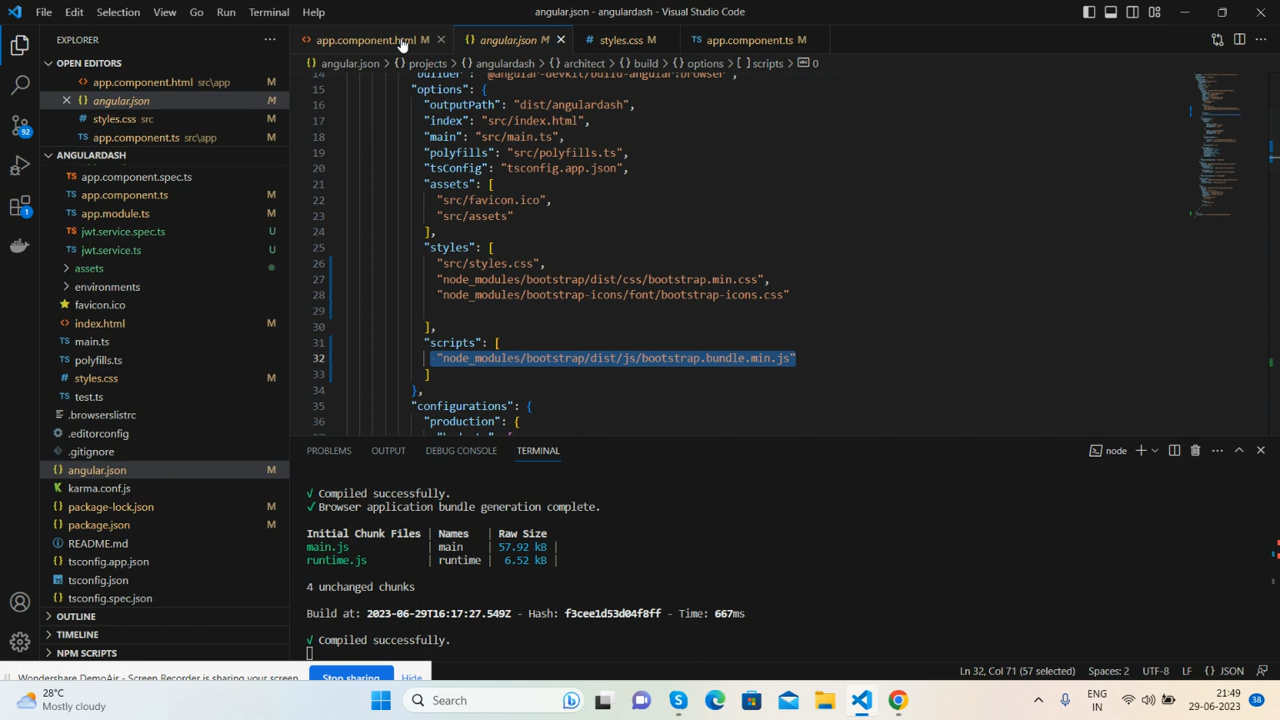 File Edit Selection View Go Run Terminal Help
angular.json - angulardash - Visual Studio Code
EXPLORER
OPEN EDITORS
app.component.html src\app
angular.json M
styles.css src
app.component.ts src\app
ANGULARDASH
app.component.spec.ts
app.component.ts M
app.module.ts M
jwt.service.spec.ts U
jwt.service.ts U
assets
environments
favicon.ico
index.html M
main.ts
polyfills.ts
styles.css M
test.ts
.browserslistrc
.editorconfig
.gitignore
angular.json M
karma.conf.js
package-lock.json M
package.json M
README.md
tsconfig.app.json
tsconfig.json
tsconfig.spec.json
OUTLINE
TIMELINE
NPM SCRIPTS
92
1
app.component.html M angular.json M styles.css M app.component.ts M
angular.json > {} projects > {} angulardash > {} architect > {} build > {} options > [ ] scripts > 0
14 "builder": "@angular-devkit/build-angular:browser",
15 "options": {
16 "outputPath": "dist/angulardash",
17 "index": "src/index.html",
18 "main": "src/main.ts",
19 "polyfills": "src/polyfills.ts",
20 "tsConfig": "tsconfig.app.json",
21 "assets": [
22 "src/favicon.ico",
23 "src/assets"
24 ],
25 "styles": [
26 "src/styles.css",
27 "node_modules/bootstrap/dist/css/bootstrap.min.css",
28 "node_modules/bootstrap-icons/font/bootstrap-icons.css"
29
30 ],
31 "scripts": [
32 "node_modules/bootstrap/dist/js/bootstrap.bundle.min.js"
33 ]
34 },
35 "configurations": {
36 "production": {
PROBLEMS OUTPUT DEBUG CONSOLE TERMINAL
node
√ Compiled successfully.
√ Browser application bundle generation complete.
Initial Chunk Files | Names | Raw Size
main.js | main | 57.92 kB |
runtime.js | runtime | 6.52 kB |
4 unchanged chunks
Build at: 2023-06-29T16:17:27.549Z - Hash: f3cee1d53d04f8ff - Time: 667ms
√ Compiled successfully.
Wondershare DemoAir - Screen Recorder is sharing your screen. Stop sharing Hide
Ln 32, Col 71 (57 selected) Spaces: 2 UTF-8 LF {} JSON
28°C
Mostly cloudy
Search
ENG
IN
21:49
29-06-2023
38